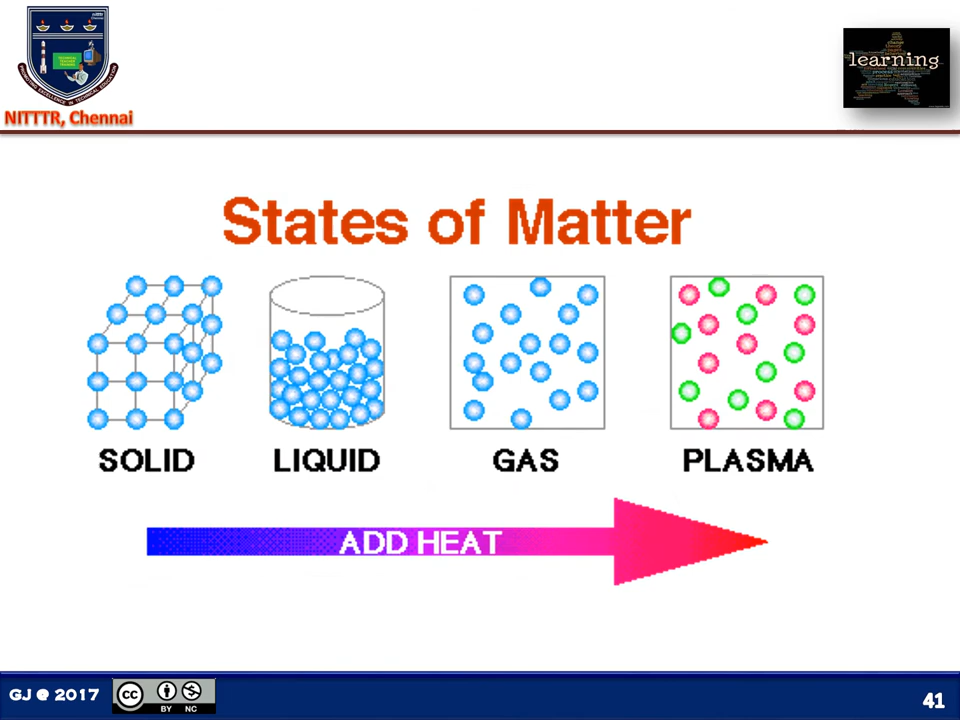 NITTTR, Chennai
learning
States of Matter
SOLID LIQUID GAS PLASMA
ADD HEAT
GJ @ 2017
CC BY NC
41